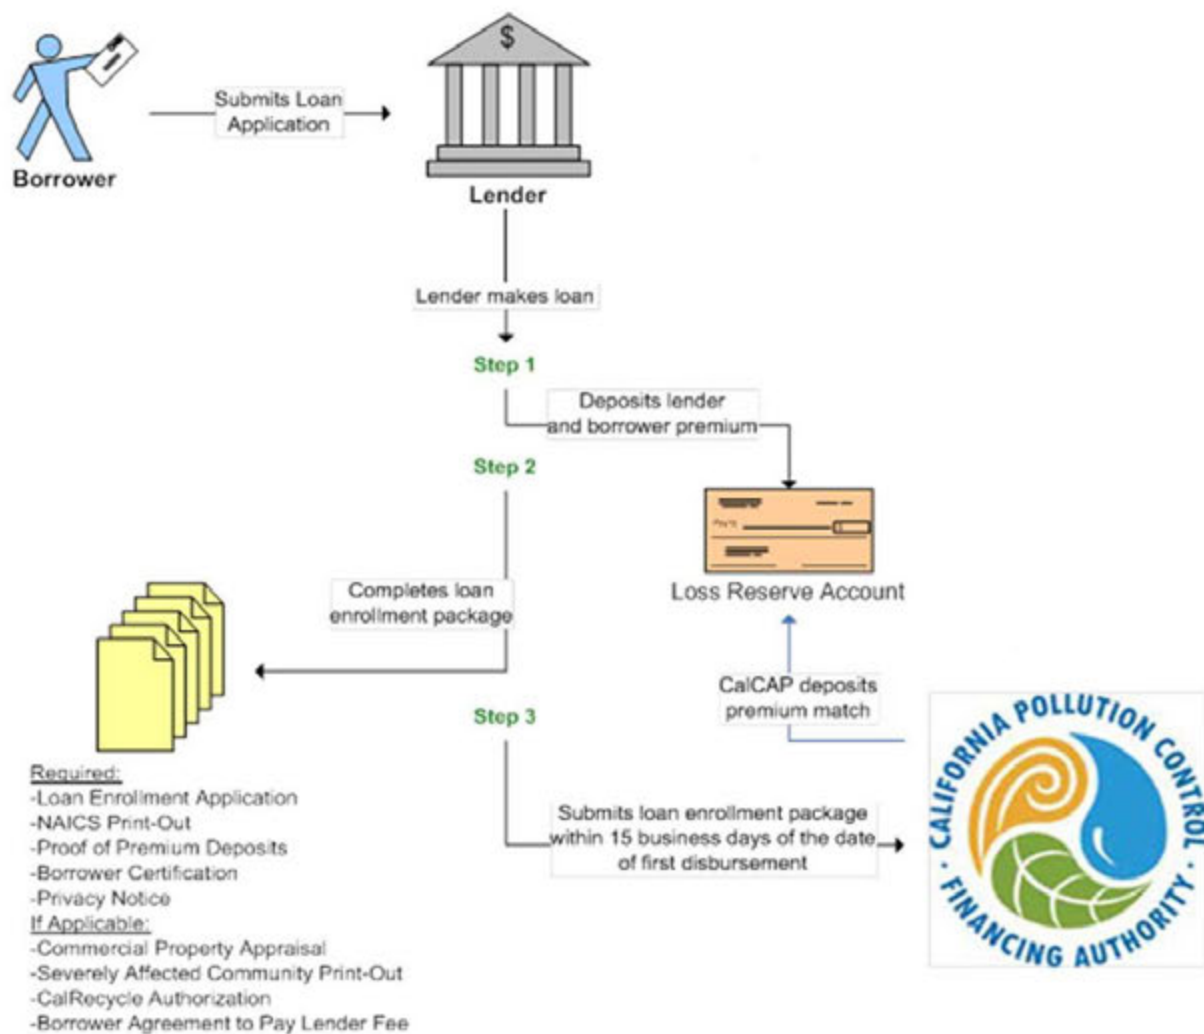 $
Borrower
Submits Loan
Application
Lender
Lender makes loan
Step 1
Deposits lender
and borrower premium
Step 2
Loss Reserve Account
Completes loan
enrollment package
CalCAP deposits
premium match
Step 3
Submits loan enrollment package
within 15 business days of the date
of first disbursement
· CALIFORNIA POLLUTION CONTROL ·
FINANCING AUTHORITY
Required:
-Loan Enrollment Application
-NAICS Print-Out
-Proof of Premium Deposits
-Borrower Certification
-Privacy Notice
If Applicable:
-Commercial Property Appraisal
-Severely Affected Community Print-Out
-CalRecycle Authorization
-Borrower Agreement to Pay Lender Fee